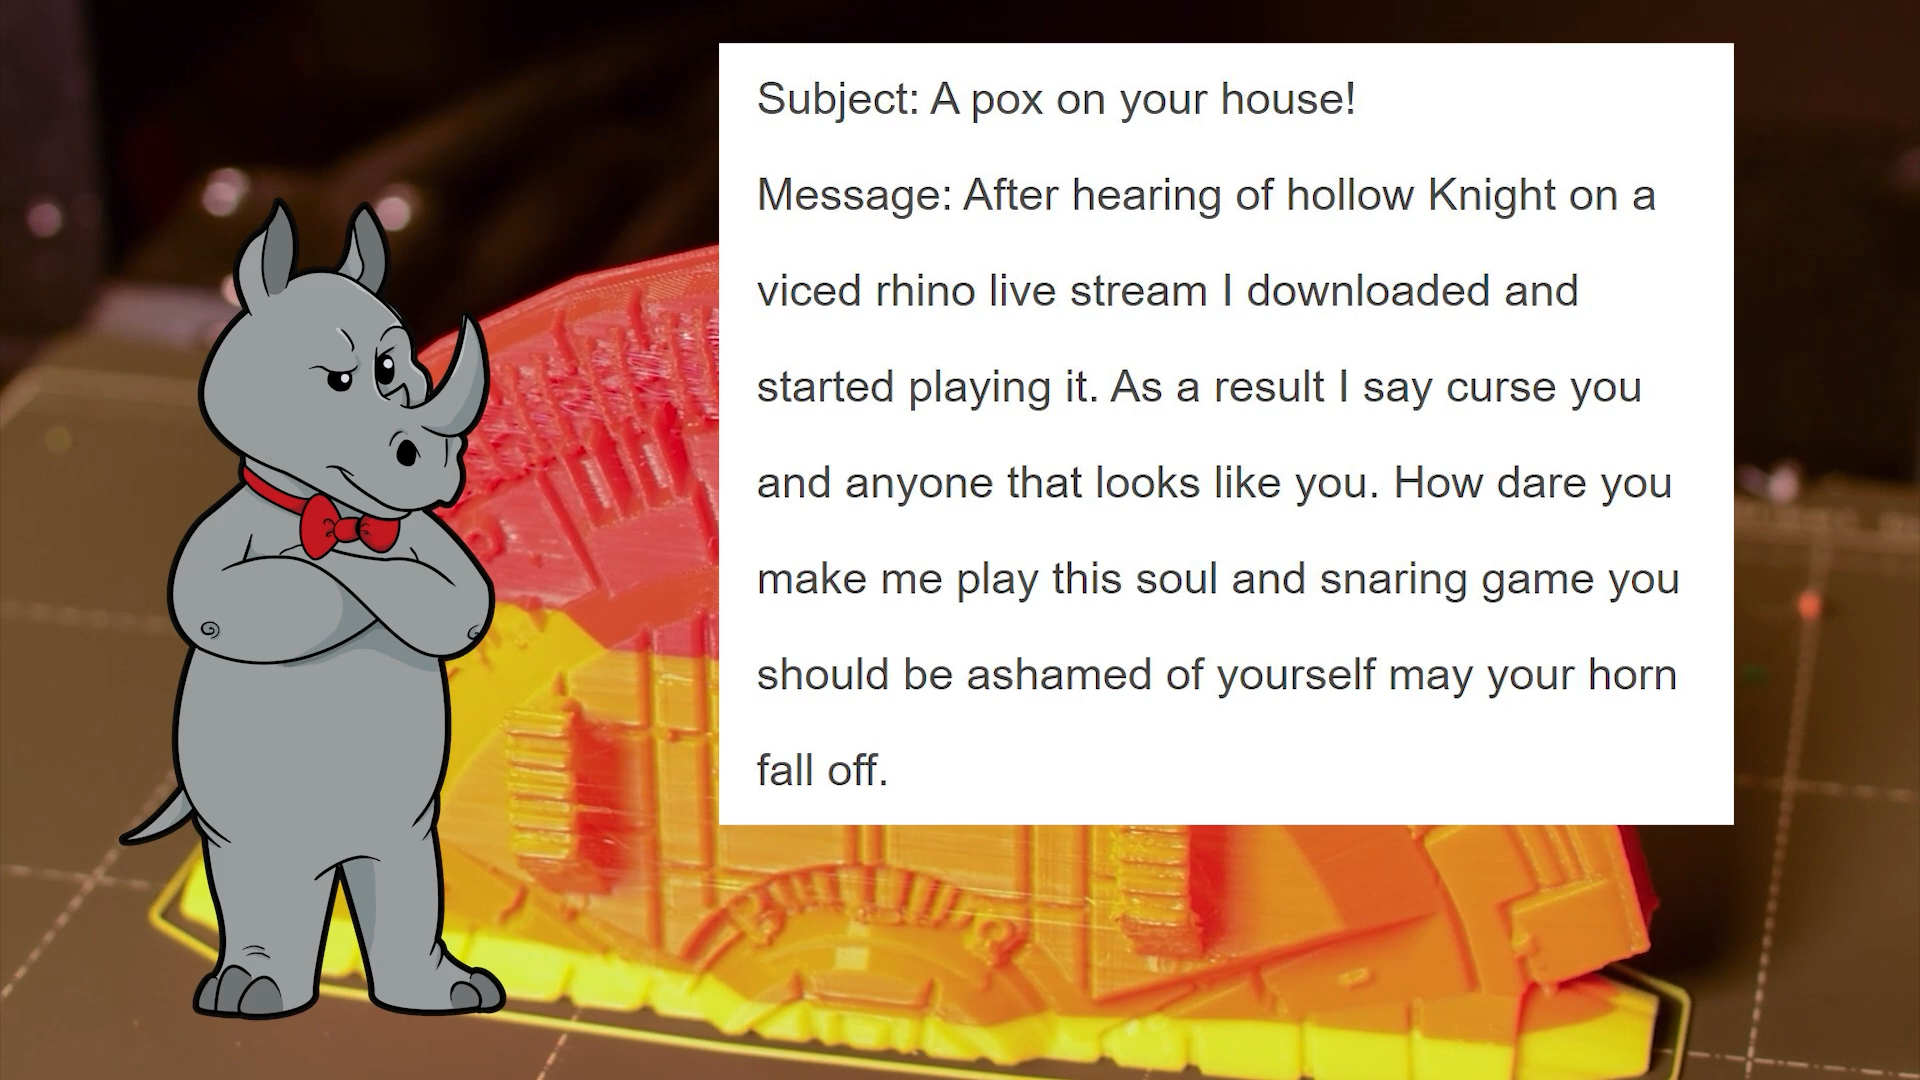 Subject: A pox on your house!
Message: After hearing of hollow Knight on a
viced rhino live stream I downloaded and
started playing it. As a result I say curse you
and anyone that looks like you. How dare you
make me play this soul and snaring game you
should be ashamed of yourself may your horn
fall off.